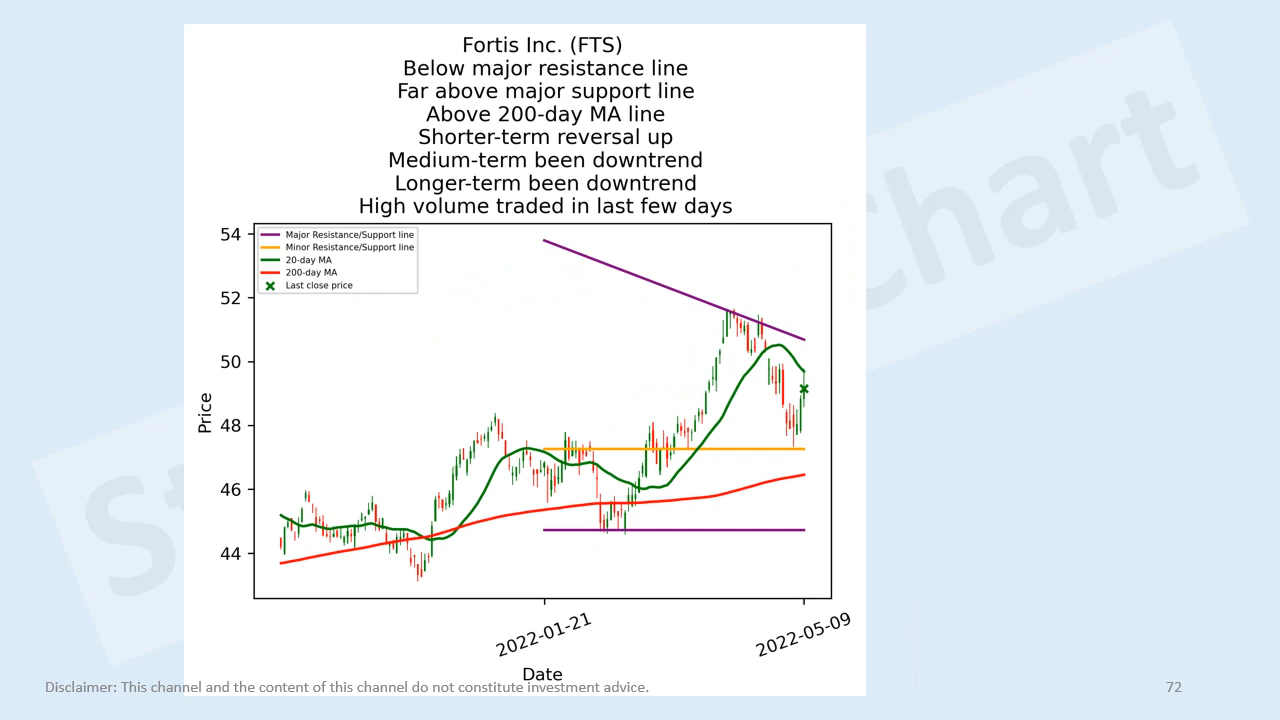 Fortis Inc. (FTS)
Below major resistance line
Far above major support line
Above 200-day MA line
Shorter-term reversal up
Medium-term been downtrend
Longer-term been downtrend
High volume traded in last few days
Major Resistance/Support line
Minor Resistance/Support line
20-day MA
200-day MA
Last close price
54
52
50
48
46
44
Price
2022-01-21
2022-05-09
Date
Disclaimer: This channel and the content of this channel do not constitute investment advice.
72